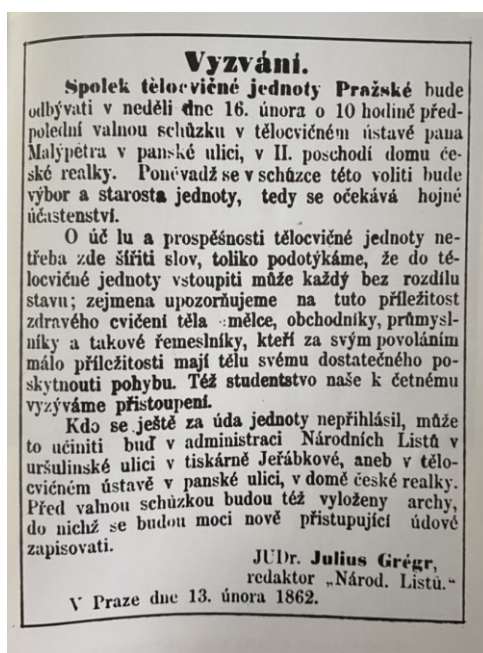 Vyzvání.
Spolek tělocvičné jednoty Pražské bude
odbývati v neděli dne 16. února o 10 hodině před-
polední valnou schůzku v tělocvičném ústavě pana
Malýpetra v panské ulici, v II. poschodí domu če-
ské realky. Poněvadž se v schůzce této voliti bude
výbor a starosta jednoty, tedy se očekává hojné
účastenství.
O úč lu a prospěšnosti tělocvičné jednoty ne-
třeba zde šířiti slov, toliko podotýkáme, že do tě-
locvičné jednoty vstoupiti může každý bez rozdílu
stavu; zejmena upozorňujeme na tuto příležitost
zdravého cvičení těla mělce, obchodníky, průmysl-
níky a takové řemeslníky, kteří za svým povoláním
málo příležitosti mají tělu svému dostatečného po-
skytnouti pohybu. Též studentstvo naše k četnému
vyzýváme přistoupení.
Kdo se ještě za úda jednoty nepřihlásil, může
to učiniti buď v administraci Národních Listů v
uršulinské ulici v tiskárně Jeřábkově, aneb v tělo-
cvičném ústavě v panské ulici, v domě české realky.
Před valnou schůzkou budou též vyloženy archy,
do nichž se budou moci nově přistupující údové
zapisovati.
JUDr. Julius Grégr,
redaktor „Národ. Listů.“
V Praze dne 13. února 1862.